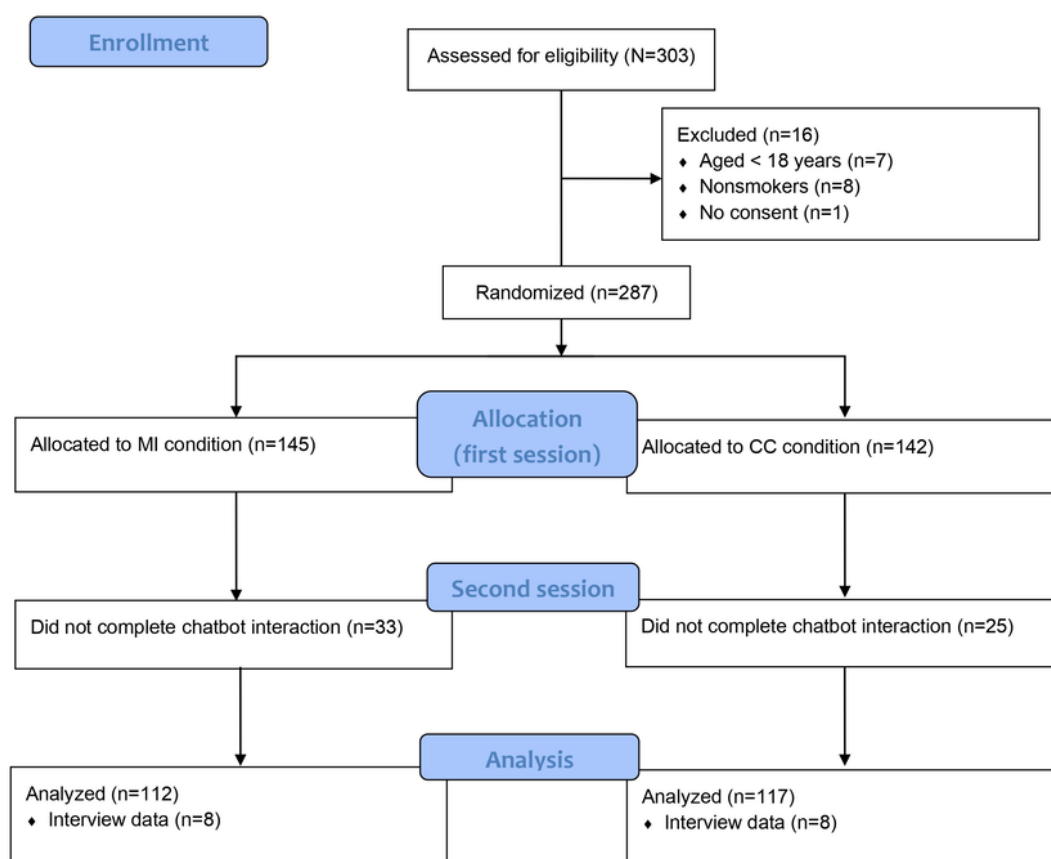 Enrollment
Assessed for eligibility (N=303)
Excluded (n=16)
♦ Aged < 18 years (n=7)
♦ Nonsmokers (n=8)
♦ No consent (n=1)
Randomized (n=287)
Allocation
(first session)
Allocated to MI condition (n=145)
Allocated to CC condition (n=142)
Second session
Did not complete chatbot interaction (n=33)
Did not complete chatbot interaction (n=25)
Analysis
Analyzed (n=112)
♦ Interview data (n=8)
Analyzed (n=117)
♦ Interview data (n=8)